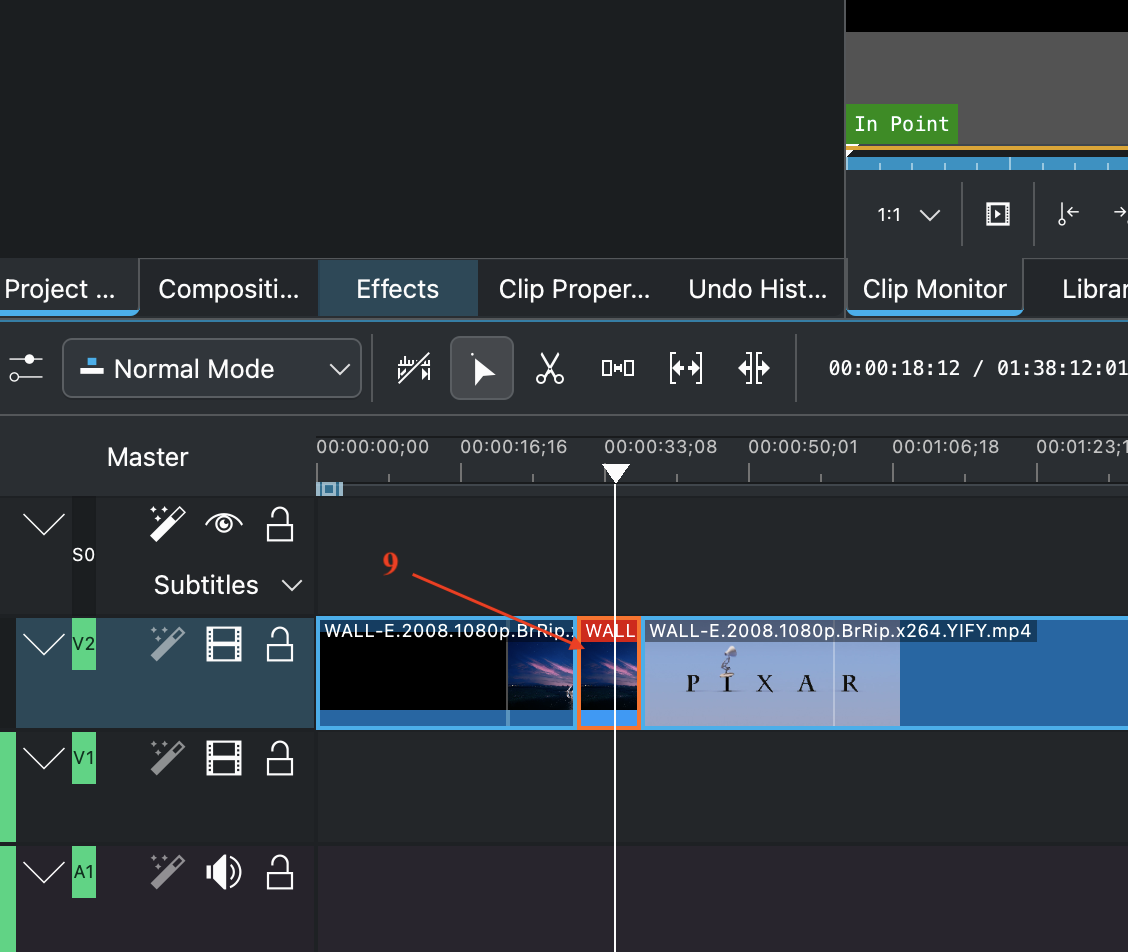 In Point
1:1
Project ...
Compositi...
Effects
Clip Proper...
Undo Hist...
Clip Monitor
Librar
Normal Mode
00:00:18:12 / 01:38:12:01
Master
00:00:00;00
00:00:16;16
00:00:33;08
00:00:50;01
00:01:06;18
00:01:23;1
S0
9
Subtitles
V2
WALL-E.2008.1080p.BrRip.x
WALL
WALL-E.2008.1080p.BrRip.x264.YIFY.mp4
P I X A R
V1
A1